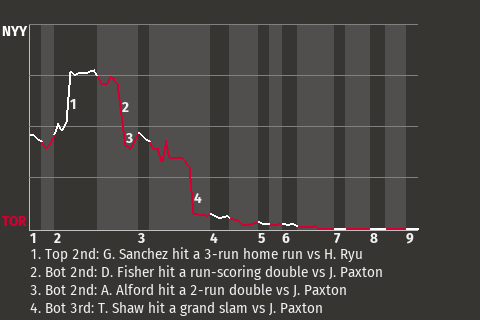 NYY
1
2
3
4
TOR
1 2 3 4 5 6 7 8 9
1. Top 2nd: G. Sanchez hit a 3-run home run vs H. Ryu
2. Bot 2nd: D. Fisher hit a run-scoring double vs J. Paxton
3. Bot 2nd: A. Alford hit a 2-run double vs J. Paxton
4. Bot 3rd: T. Shaw hit a grand slam vs J. Paxton